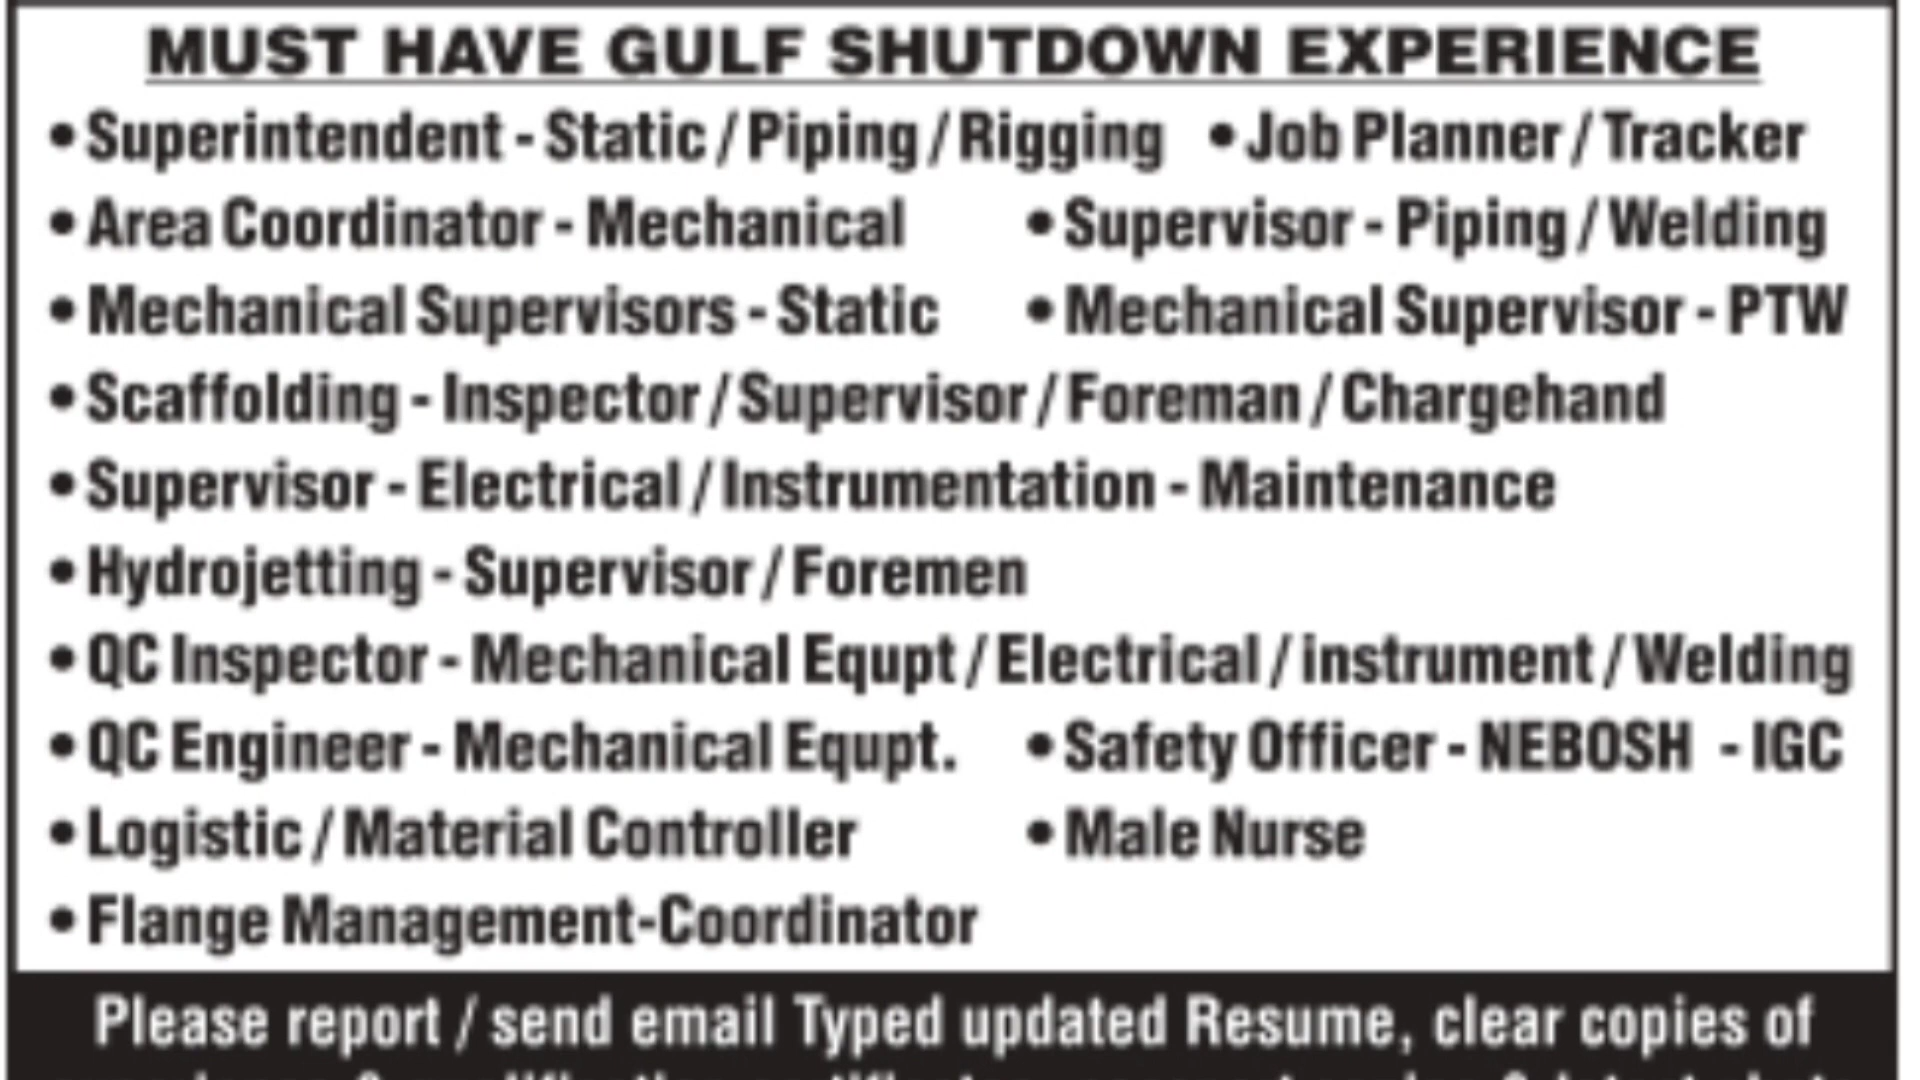 MUST HAVE GULF SHUTDOWN EXPERIENCE
• Superintendent - Static / Piping / Rigging • Job Planner / Tracker
• Area Coordinator - Mechanical • Supervisor - Piping / Welding
• Mechanical Supervisors - Static • Mechanical Supervisor - PTW
• Scaffolding - Inspector / Supervisor / Foreman / Chargehand
• Supervisor - Electrical / Instrumentation - Maintenance
• Hydrojetting - Supervisor / Foremen
• QC Inspector - Mechanical Equpt / Electrical / instrument / Welding
• QC Engineer - Mechanical Equpt. • Safety Officer - NEBOSH - IGC
• Logistic / Material Controller • Male Nurse
• Flange Management-Coordinator
Please report / send email Typed updated Resume, clear copies of